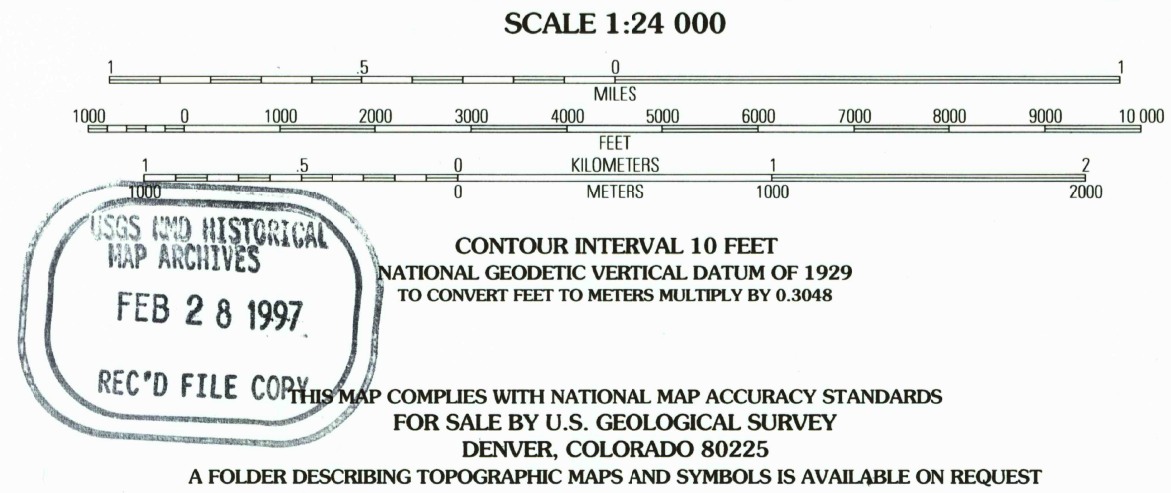 SCALE 1:24 000
1 .5 0 1
MILES
1000 0 1000 2000 3000 4000 5000 6000 7000 8000 9000 10 000
FEET
1 .5 0 KILOMETERS 1 2
1000 0 METERS 1000 2000
USGS NMD HISTORICAL
MAP ARCHIVES
FEB 28 1997
REC'D FILE COPY
CONTOUR INTERVAL 10 FEET
NATIONAL GEODETIC VERTICAL DATUM OF 1929
TO CONVERT FEET TO METERS MULTIPLY BY 0.3048
THIS MAP COMPLIES WITH NATIONAL MAP ACCURACY STANDARDS
FOR SALE BY U.S. GEOLOGICAL SURVEY
DENVER, COLORADO 80225
A FOLDER DESCRIBING TOPOGRAPHIC MAPS AND SYMBOLS IS AVAILABLE ON REQUEST